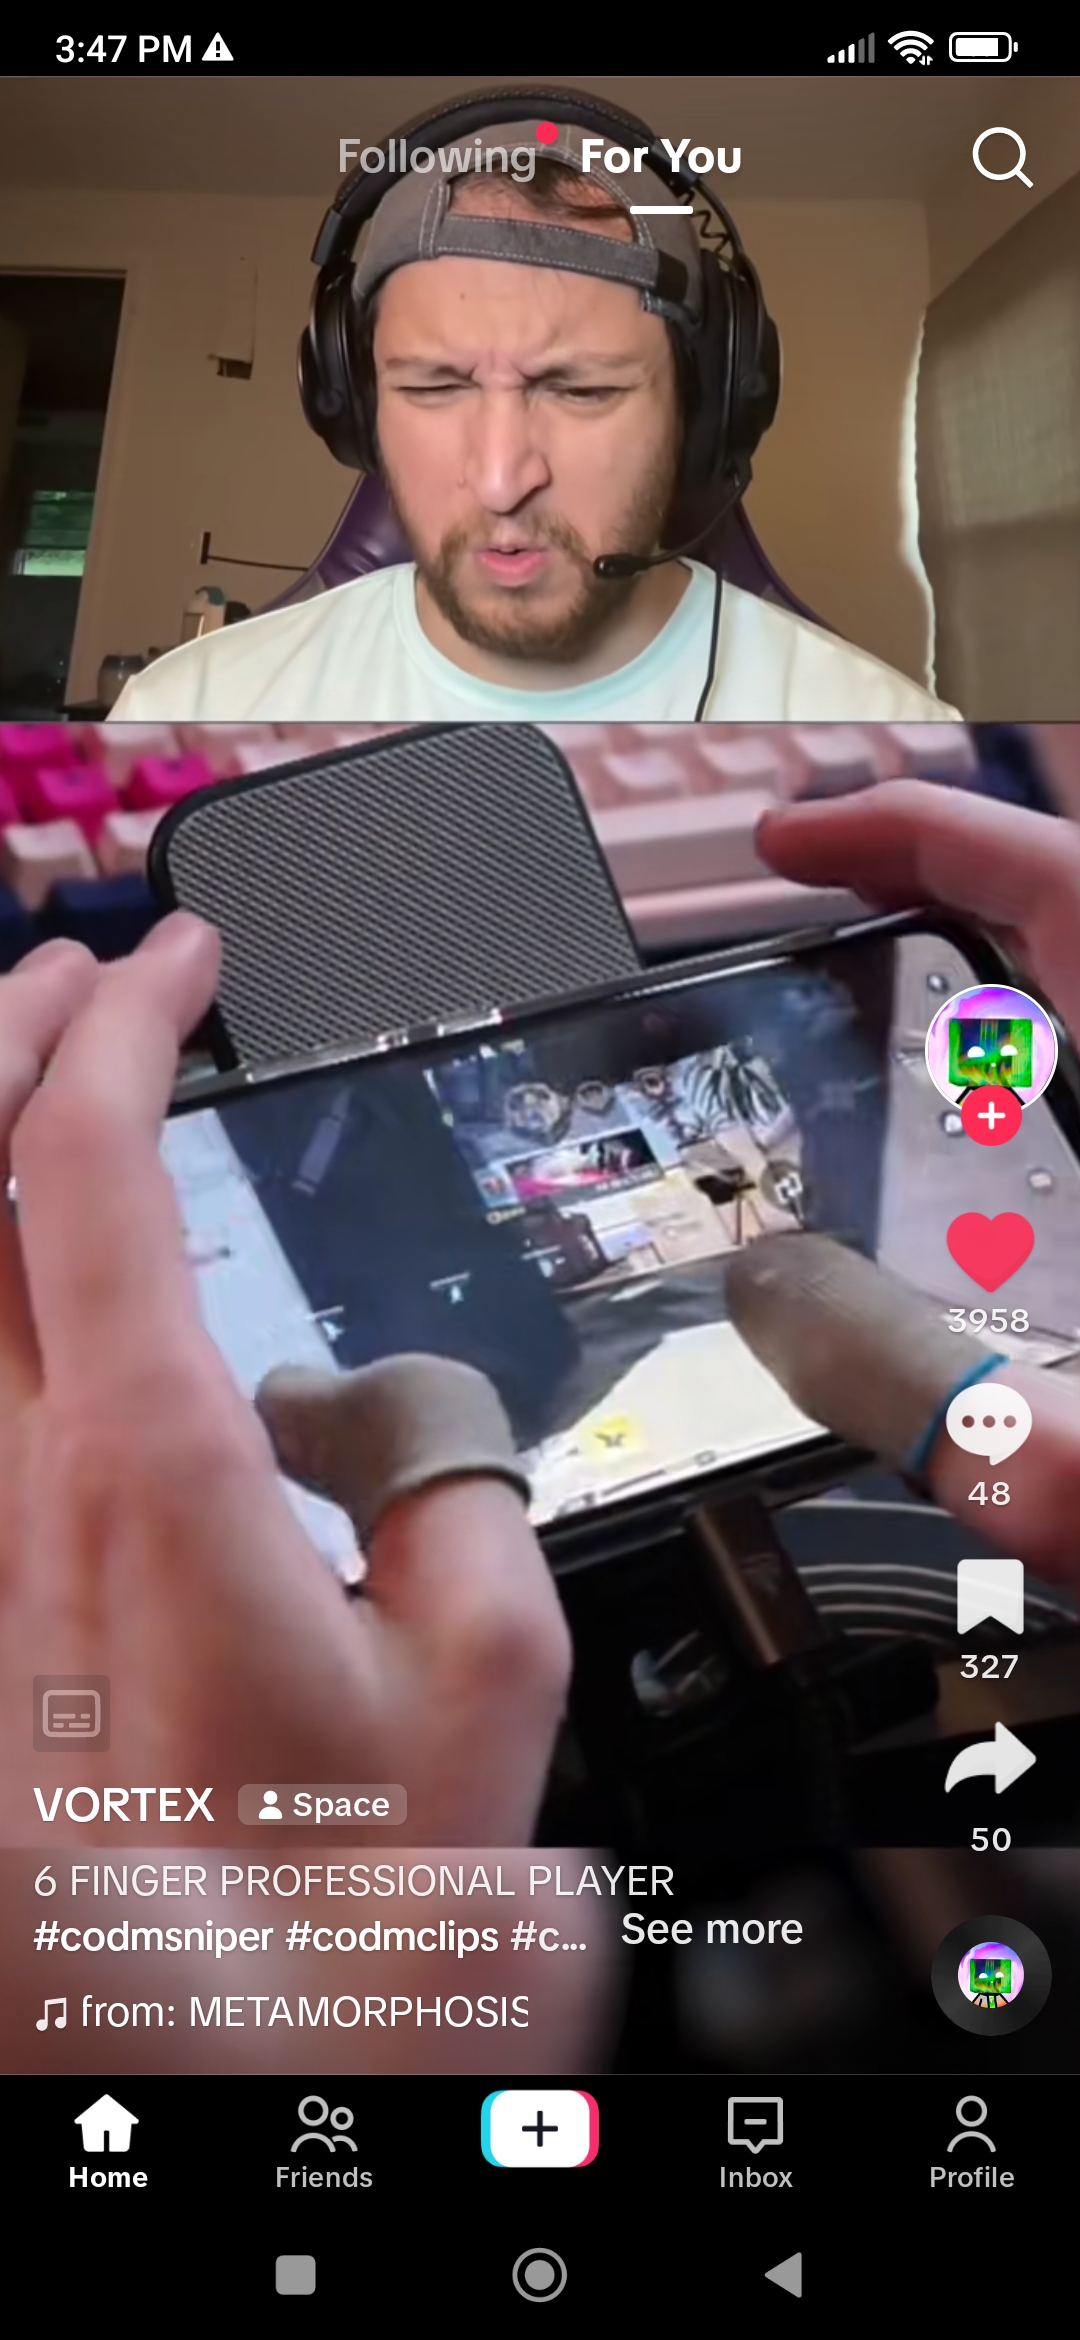 3:47 PM
Following For You
3958
48
327
50
VORTEX Space
6 FINGER PROFESSIONAL PLAYER
#codmsniper #codmclips #c... See more
from: METAMORPHOSIS
Home Friends Inbox Profile